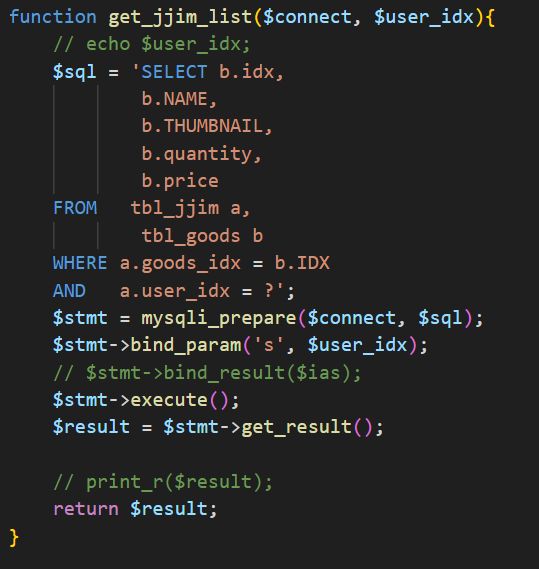 function get_jjim_list($connect, $user_idx){
    // echo $user_idx;
    $sql = 'SELECT b.idx,
            b.NAME,
            b.THUMBNAIL,
            b.quantity,
            b.price
    FROM   tbl_jjim a,
            tbl_goods b
    WHERE a.goods_idx = b.IDX
    AND   a.user_idx = ?';
    $stmt = mysqli_prepare($connect, $sql);
    $stmt->bind_param('s', $user_idx);
    // $stmt->bind_result($ias);
    $stmt->execute();
    $result = $stmt->get_result();

    // print_r($result);
    return $result;
}